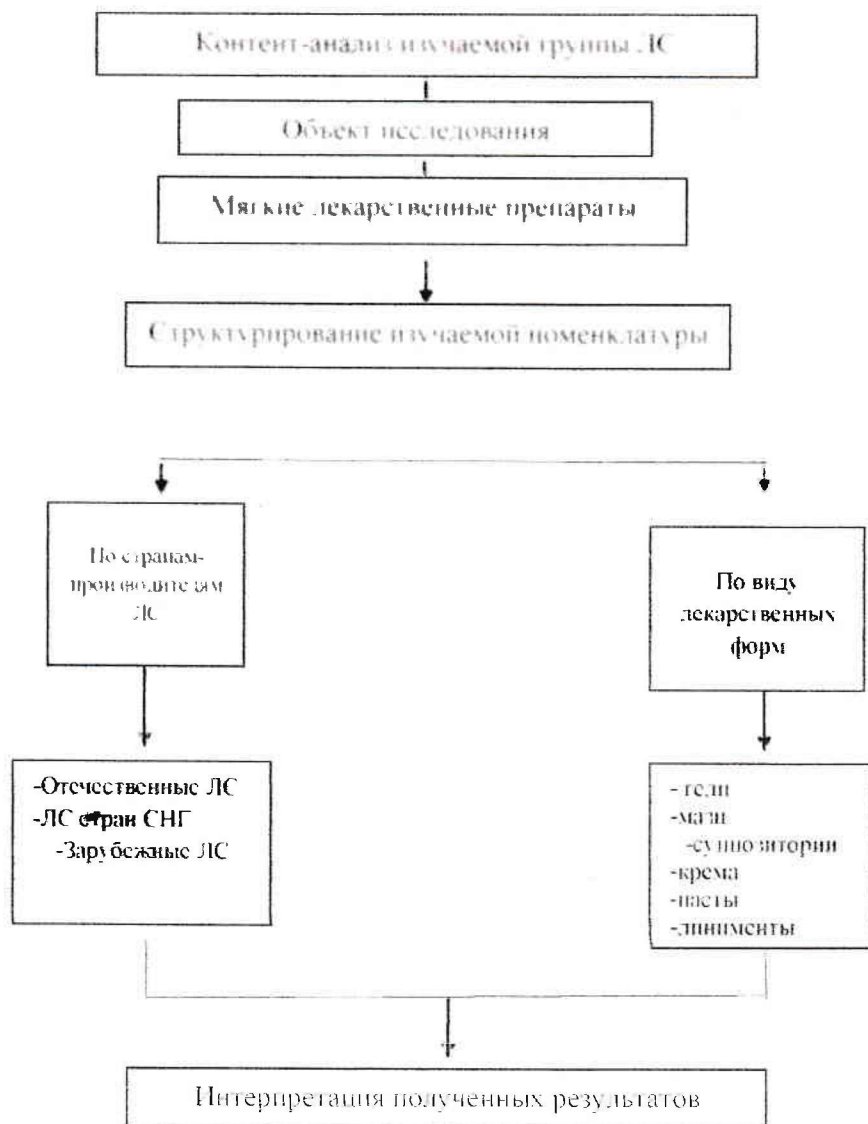 Контент-анализ изучаемой группы ЛС
Объект исследования
Мягкие лекарственные препараты
Структурирование изучаемой номенклатуры
По странам-
производителям
ЛС
По виду
лекарственных
форм
-Отечественные ЛС
-ЛС стран СНГ
-Зарубежные ЛС
- гели
-мази
-суппозитории
-крема
-пасты
-линименты
Интерпретация полученных результатов